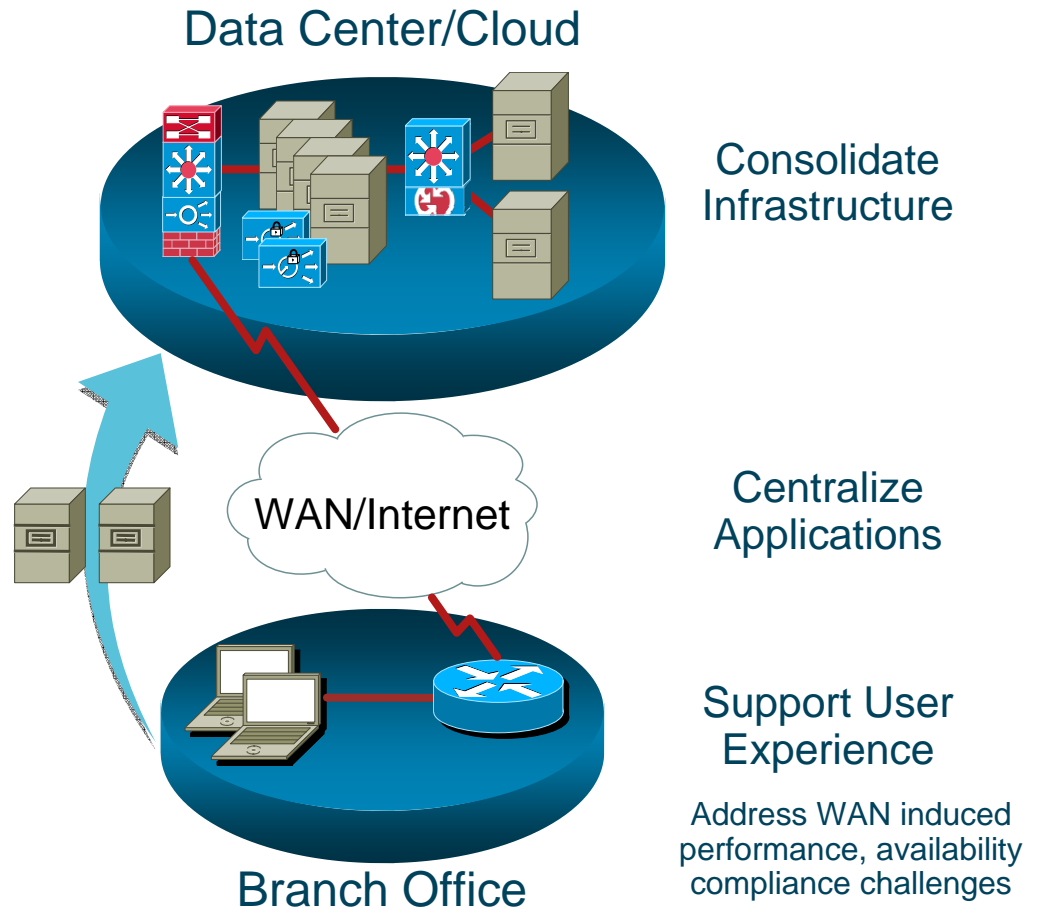 Data Center/Cloud
Consolidate
Infrastructure
WAN/Internet
Centralize
Applications
Support User
Experience
Address WAN induced
performance, availability
compliance challenges
Branch Office